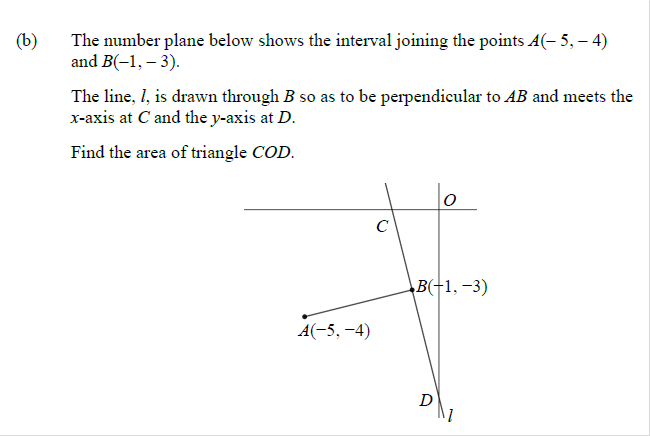 (b) The number plane below shows the interval joining the points A(– 5, – 4)
and B(–1, – 3).
The line, l, is drawn through B so as to be perpendicular to AB and meets the
x-axis at C and the y-axis at D.
Find the area of triangle COD.
O
C
B(−1, −3)
A(−5, −4)
D
l